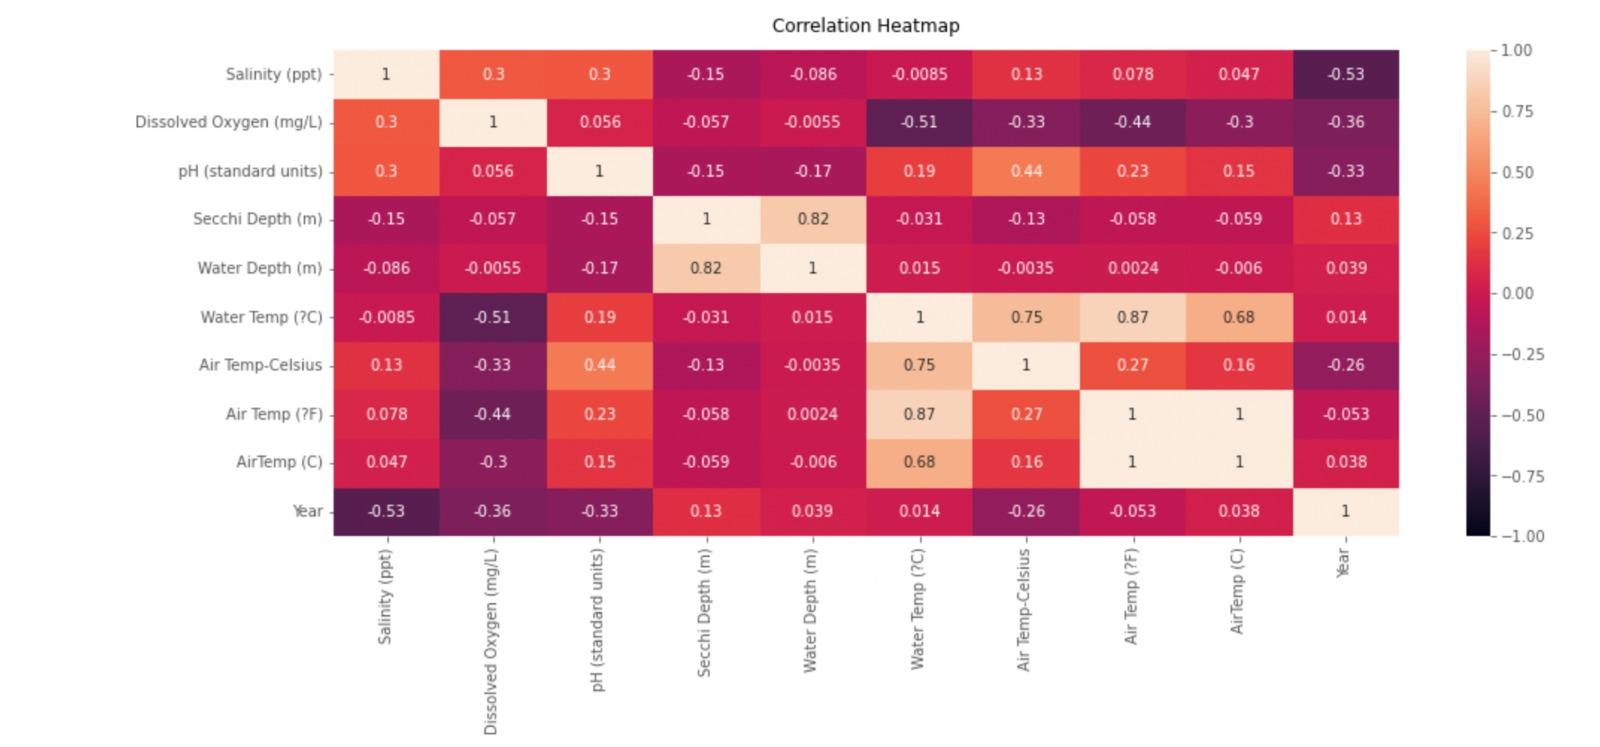 Correlation Heatmap
Salinity (ppt) 1 0.3 0.3 -0.15 -0.086 -0.0085 0.13 0.078 0.047 -0.53
Dissolved Oxygen (mg/L) 0.3 1 0.056 -0.057 -0.0055 -0.51 -0.33 -0.44 -0.3 -0.36
pH (standard units) 0.3 0.056 1 -0.15 -0.17 0.19 0.44 0.23 0.15 -0.33
Secchi Depth (m) -0.15 -0.057 -0.15 1 0.82 -0.031 -0.13 -0.058 -0.059 0.13
Water Depth (m) -0.086 -0.0055 -0.17 0.82 1 0.015 -0.0035 0.0024 -0.006 0.039
Water Temp (?C) -0.0085 -0.51 0.19 -0.031 0.015 1 0.75 0.87 0.68 0.014
Air Temp-Celsius 0.13 -0.33 0.44 -0.13 -0.0035 0.75 1 0.27 0.16 -0.26
Air Temp (?F) 0.078 -0.44 0.23 -0.058 0.0024 0.87 0.27 1 1 -0.053
AirTemp (C) 0.047 -0.3 0.15 -0.059 -0.006 0.68 0.16 1 1 0.038
Year -0.53 -0.36 -0.33 0.13 0.039 0.014 -0.26 -0.053 0.038 1
Salinity (ppt)
Dissolved Oxygen (mg/L)
pH (standard units)
Secchi Depth (m)
Water Depth (m)
Water Temp (?C)
Air Temp-Celsius
Air Temp (?F)
AirTemp (C)
Year
1.00
0.75
0.50
0.25
0.00
−0.25
−0.50
−0.75
−1.00